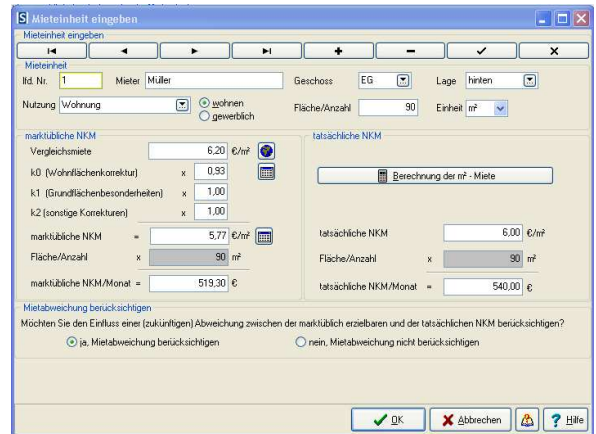 Mieteinheit eingeben
Mieteinheit eingeben
Mieteinheit
lfd. Nr. 1 Mieter Müller Geschoss EG Lage hinten
Nutzung Wohnung wohnen gewerblich Fläche/Anzahl 90 Einheit m²
marktübliche NKM
Vergleichsmiete 6,20 €/m²
k0 (Wohnflächenkorrektur) x 0,93
k1 (Grundflächenbesonderheiten) x 1,00
k2 (sonstige Korrekturen) x 1,00
marktübliche NKM = 5,77 €/m²
Fläche/Anzahl x 90 m²
marktübliche NKM/Monat = 519,30 €
tatsächliche NKM
Berechnung der m² - Miete
tatsächliche NKM 6,00 €/m²
Fläche/Anzahl x 90 m²
tatsächliche NKM/Monat = 540,00 €
Mietabweichung berücksichtigen
Möchten Sie den Einfluss einer (zukünftigen) Abweichung zwischen der marktüblich erzielbaren und der tatsächlichen NKM berücksichtigen?
ja, Mietabweichung berücksichtigen nein, Mietabweichung nicht berücksichtigen
OK Abbrechen ? Hilfe